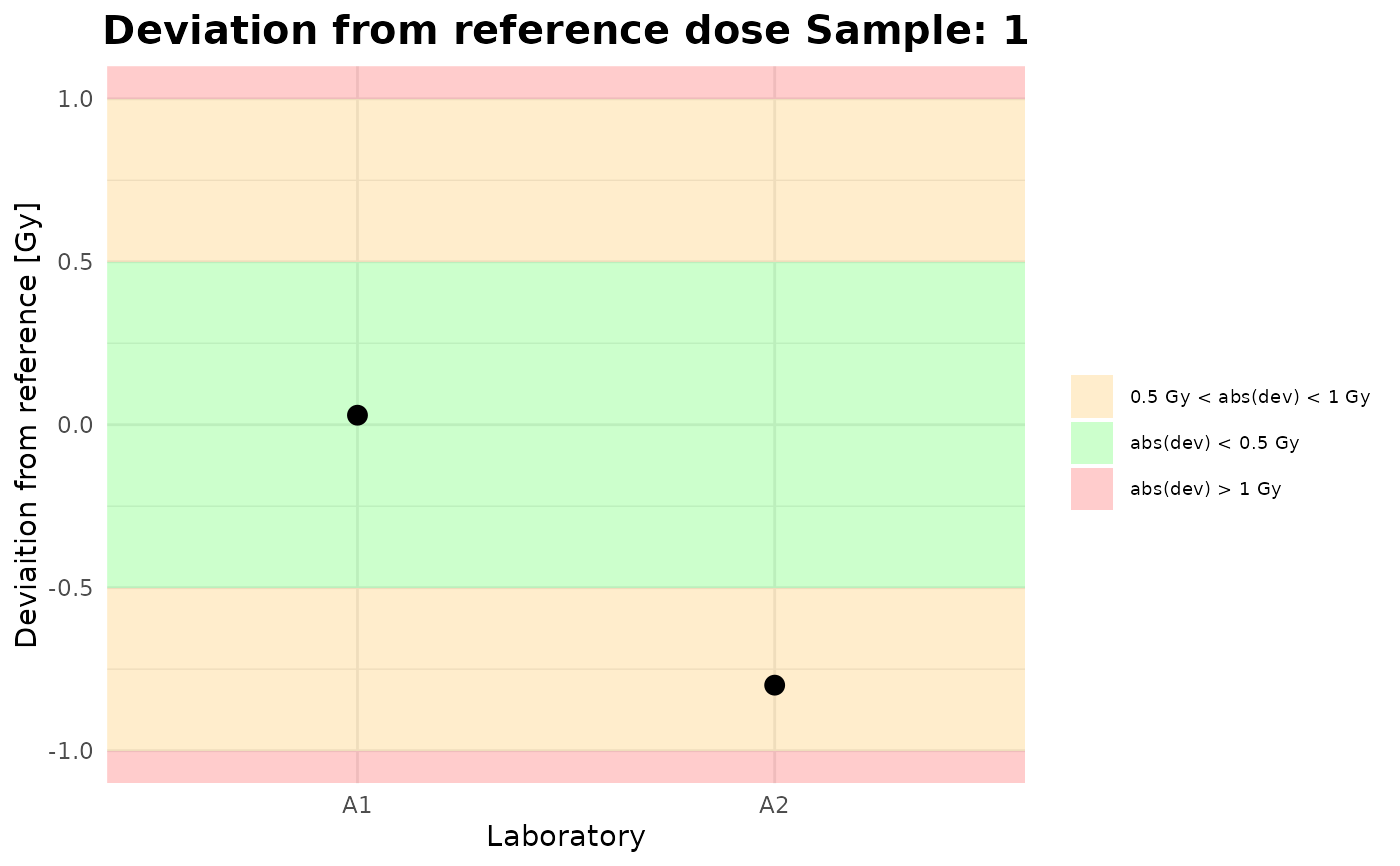 Deviation from reference dose Sample: 1
Deviaition from reference [Gy]
1.0
0.5
0.0
-0.5
-1.0
A1
A2
Laboratory
0.5 Gy < abs(dev) < 1 Gy
abs(dev) < 0.5 Gy
abs(dev) > 1 Gy